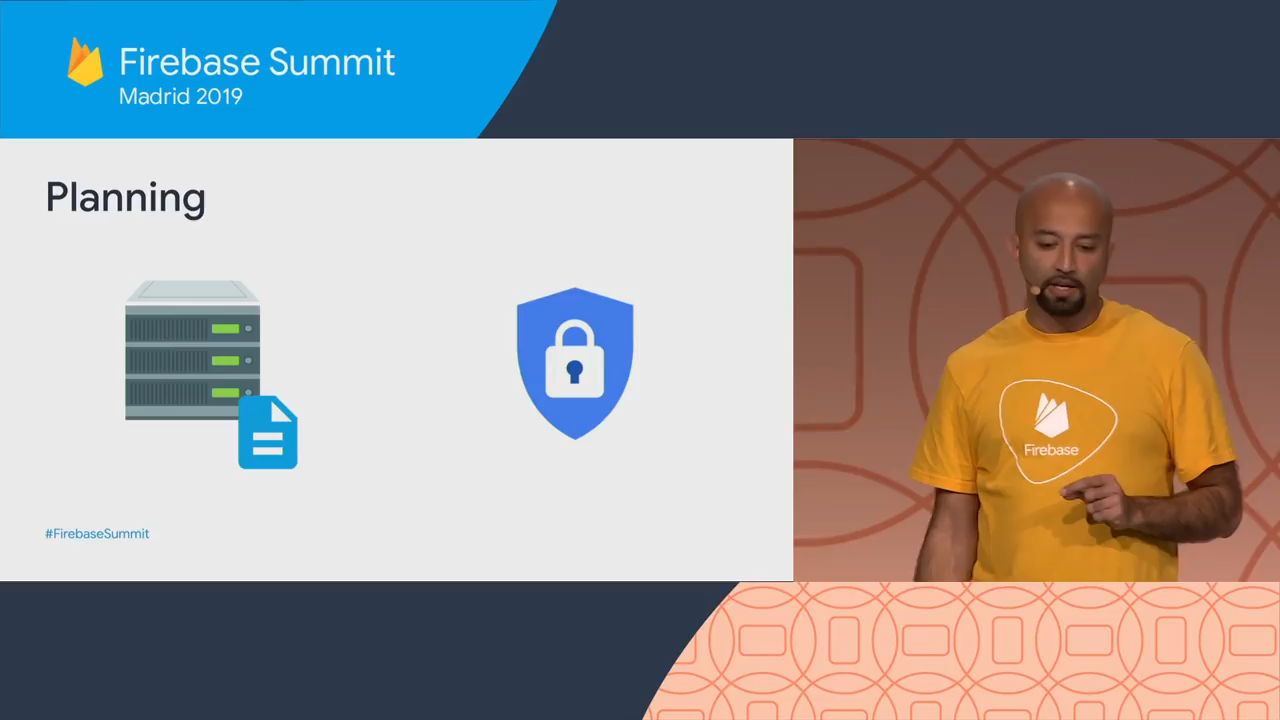 Firebase Summit
Madrid 2019
Planning
#FirebaseSummit
Firebase